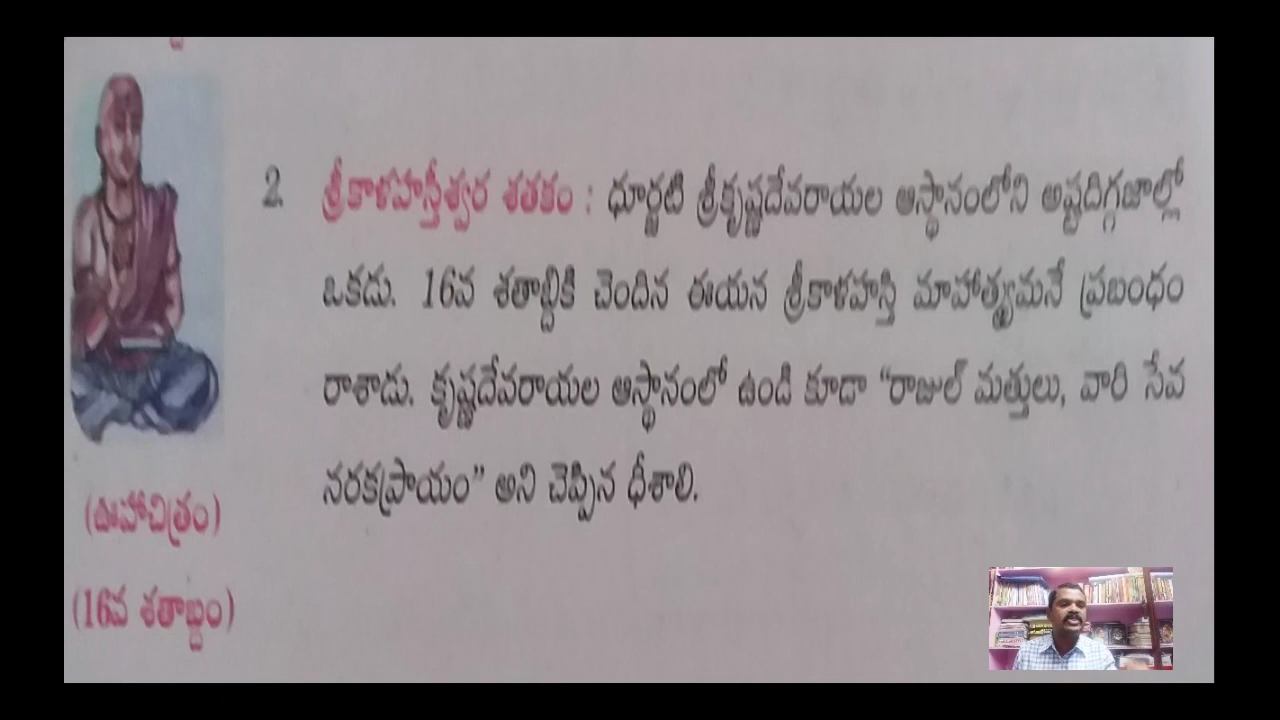 2. శ్రీకాళహస్తీశ్వర శతకం : ధూర్జటి శ్రీకృష్ణదేవరాయల ఆస్థానంలోని అష్టదిగ్గజాల్లో
ఒకడు. 16వ శతాబ్దికి చెందిన ఈయన శ్రీకాళహస్తి మాహాత్మ్యమనే ప్రబంధం
రాశాడు. కృష్ణదేవరాయల ఆస్థానంలో ఉండి కూడా “రాజుల్ మత్తులు, వారి సేవ
నరకప్రాయం” అని చెప్పిన ధీశాలి.
(ఊహాచిత్రం)
(16వ శతాబ్దం)